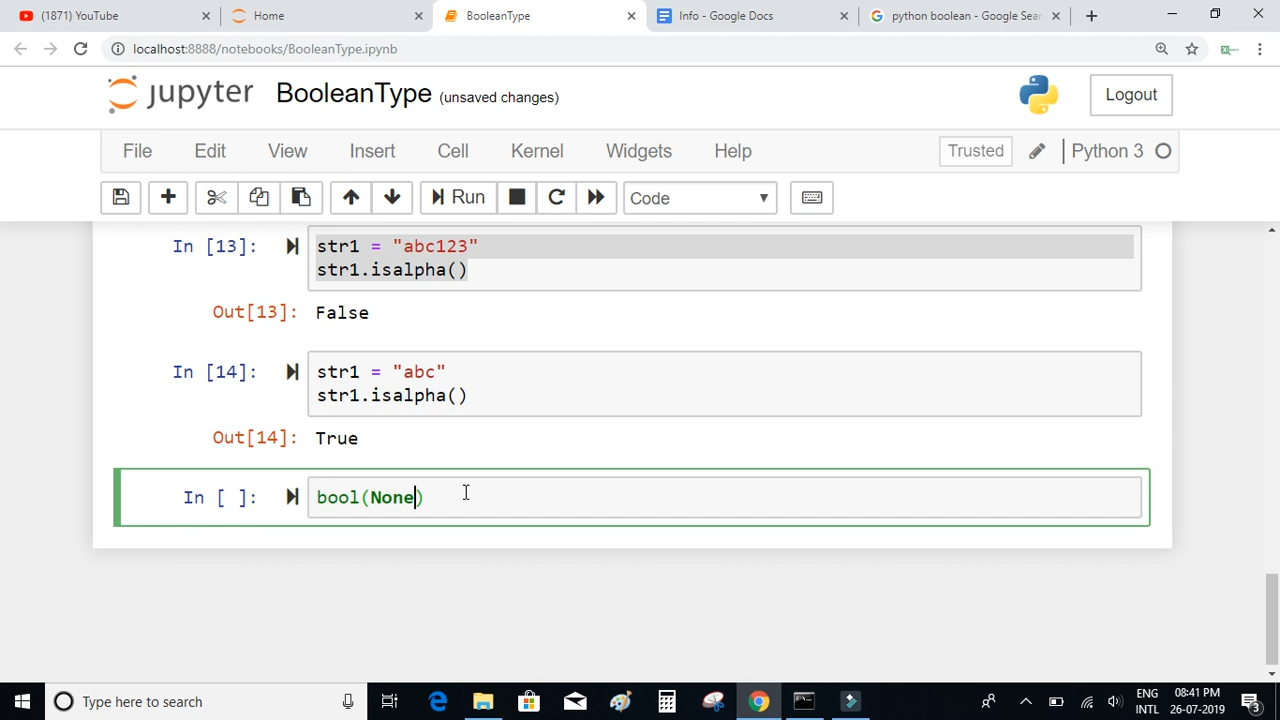 (1871) YouTube
Home
BooleanType
Info - Google Docs
python boolean - Google Sear
localhost:8888/notebooks/BooleanType.ipynb
jupyter BooleanType (unsaved changes)
Logout
File Edit View Insert Cell Kernel Widgets Help Trusted Python 3
Run Code
In [13]: str1 = "abc123"
str1.isalpha()
Out[13]: False
In [14]: str1 = "abc"
str1.isalpha()
Out[14]: True
In [ ]: bool(None)
Type here to search
ENG 08:41 PM
INTL 26-07-2019
3